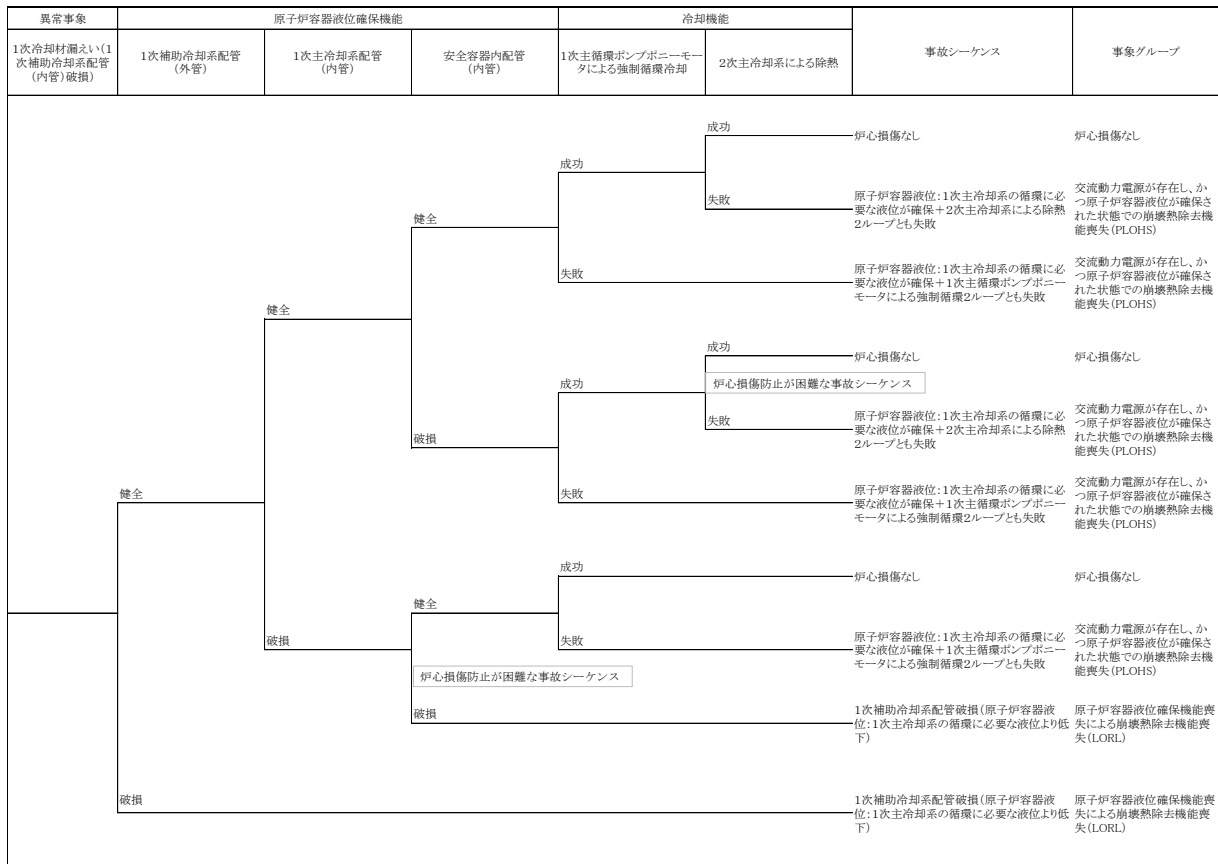 異常事象
原子炉容器液位確保機能
冷却機能
事故シーケンス
事象グループ
1次冷却材漏えい(1
次補助冷却系配管
(内管)破損)
1次補助冷却系配管
(外管)
1次主冷却系配管
(内管)
安全容器内配管
(内管)
1次主循環ポンプポニーモー
タによる強制循環冷却
2次主冷却系による除熱
成功
炉心損傷なし
炉心損傷なし
成功
失敗
原子炉容器液位:1次主冷却系の循環に必
要な液位が確保+2次主冷却系による除熱
2ループとも失敗
交流動力電源が存在し、か
つ原子炉容器液位が確保さ
れた状態での崩壊熱除去機
能喪失(PLOHS)
健全
失敗
原子炉容器液位:1次主冷却系の循環に必
要な液位が確保+1次主循環ポンプポニー
モータによる強制循環2ループとも失敗
交流動力電源が存在し、か
つ原子炉容器液位が確保さ
れた状態での崩壊熱除去機
能喪失(PLOHS)
健全
成功
炉心損傷なし
炉心損傷なし
成功
炉心損傷防止が困難な事故シーケンス
失敗
原子炉容器液位:1次主冷却系の循環に必
要な液位が確保+2次主冷却系による除熱
2ループとも失敗
交流動力電源が存在し、か
つ原子炉容器液位が確保さ
れた状態での崩壊熱除去機
能喪失(PLOHS)
破損
健全
失敗
原子炉容器液位:1次主冷却系の循環に必
要な液位が確保+1次主循環ポンプポニー
モータによる強制循環2ループとも失敗
交流動力電源が存在し、か
つ原子炉容器液位が確保さ
れた状態での崩壊熱除去機
能喪失(PLOHS)
成功
炉心損傷なし
炉心損傷なし
健全
破損
失敗
原子炉容器液位:1次主冷却系の循環に必
要な液位が確保+1次主循環ポンプポニー
モータによる強制循環2ループとも失敗
交流動力電源が存在し、か
つ原子炉容器液位が確保さ
れた状態での崩壊熱除去機
能喪失(PLOHS)
炉心損傷防止が困難な事故シーケンス
破損
1次補助冷却系配管破損(原子炉容器液
位:1次主冷却系の循環に必要な液位より低
下)
原子炉容器液位確保機能喪
失による崩壊熱除去機能喪
失(LORL)
破損
1次補助冷却系配管破損(原子炉容器液
位:1次主冷却系の循環に必要な液位より低
下)
原子炉容器液位確保機能喪
失による崩壊熱除去機能喪
失(LORL)